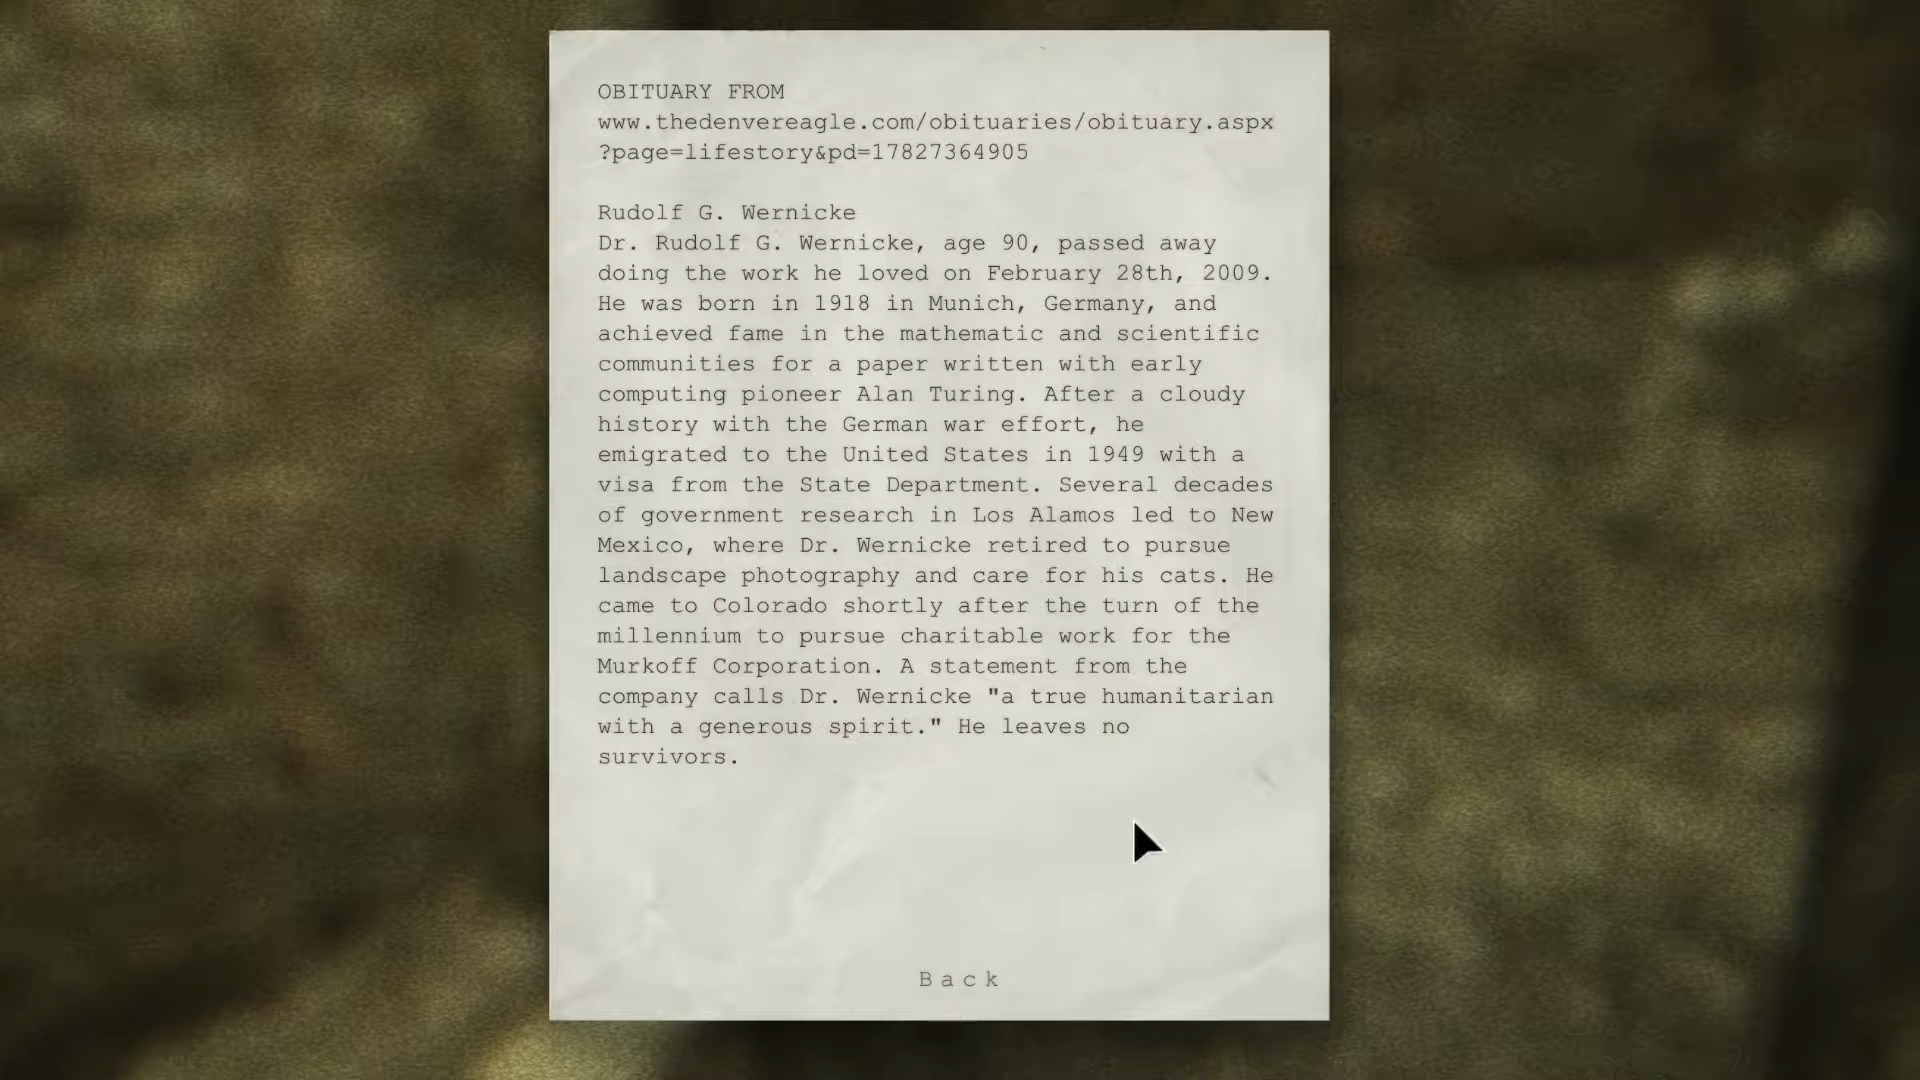 OBITUARY FROM
www.thedenvereagle.com/obituaries/obituary.aspx
?page=lifestory&pd=17827364905
Rudolf G. Wernicke
Dr. Rudolf G. Wernicke, age 90, passed away
doing the work he loved on February 28th, 2009.
He was born in 1918 in Munich, Germany, and
achieved fame in the mathematic and scientific
communities for a paper written with early
computing pioneer Alan Turing. After a cloudy
history with the German war effort, he
emigrated to the United States in 1949 with a
visa from the State Department. Several decades
of government research in Los Alamos led to New
Mexico, where Dr. Wernicke retired to pursue
landscape photography and care for his cats. He
came to Colorado shortly after the turn of the
millennium to pursue charitable work for the
Murkoff Corporation. A statement from the
company calls Dr. Wernicke "a true humanitarian
with a generous spirit." He leaves no
survivors.
Back